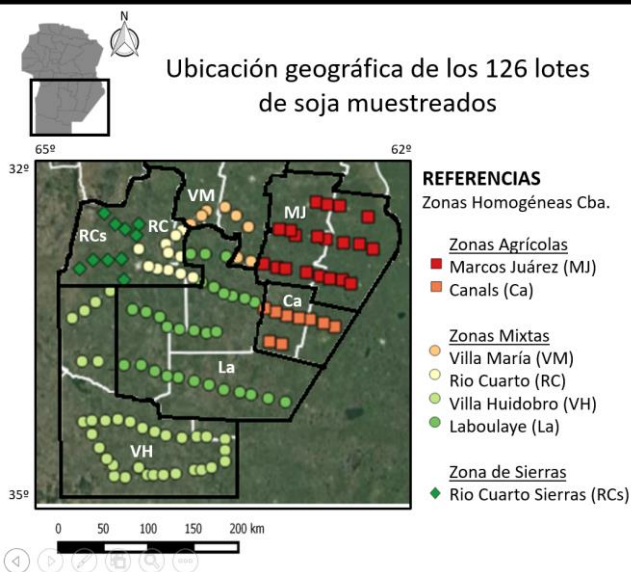 N
Ubicación geográfica de los 126 lotes
de soja muestreados
65º
62º
32º
35º
VM
MJ
RCs
RC
Ca
La
VH
REFERENCIAS
Zonas Homogéneas Cba.
Zonas Agrícolas
Marcos Juárez (MJ)
Canals (Ca)
Zonas Mixtas
Villa María (VM)
Rio Cuarto (RC)
Villa Huidobro (VH)
Laboulaye (La)
Zona de Sierras
Rio Cuarto Sierras (RCs)
0 50 100 150 200 km